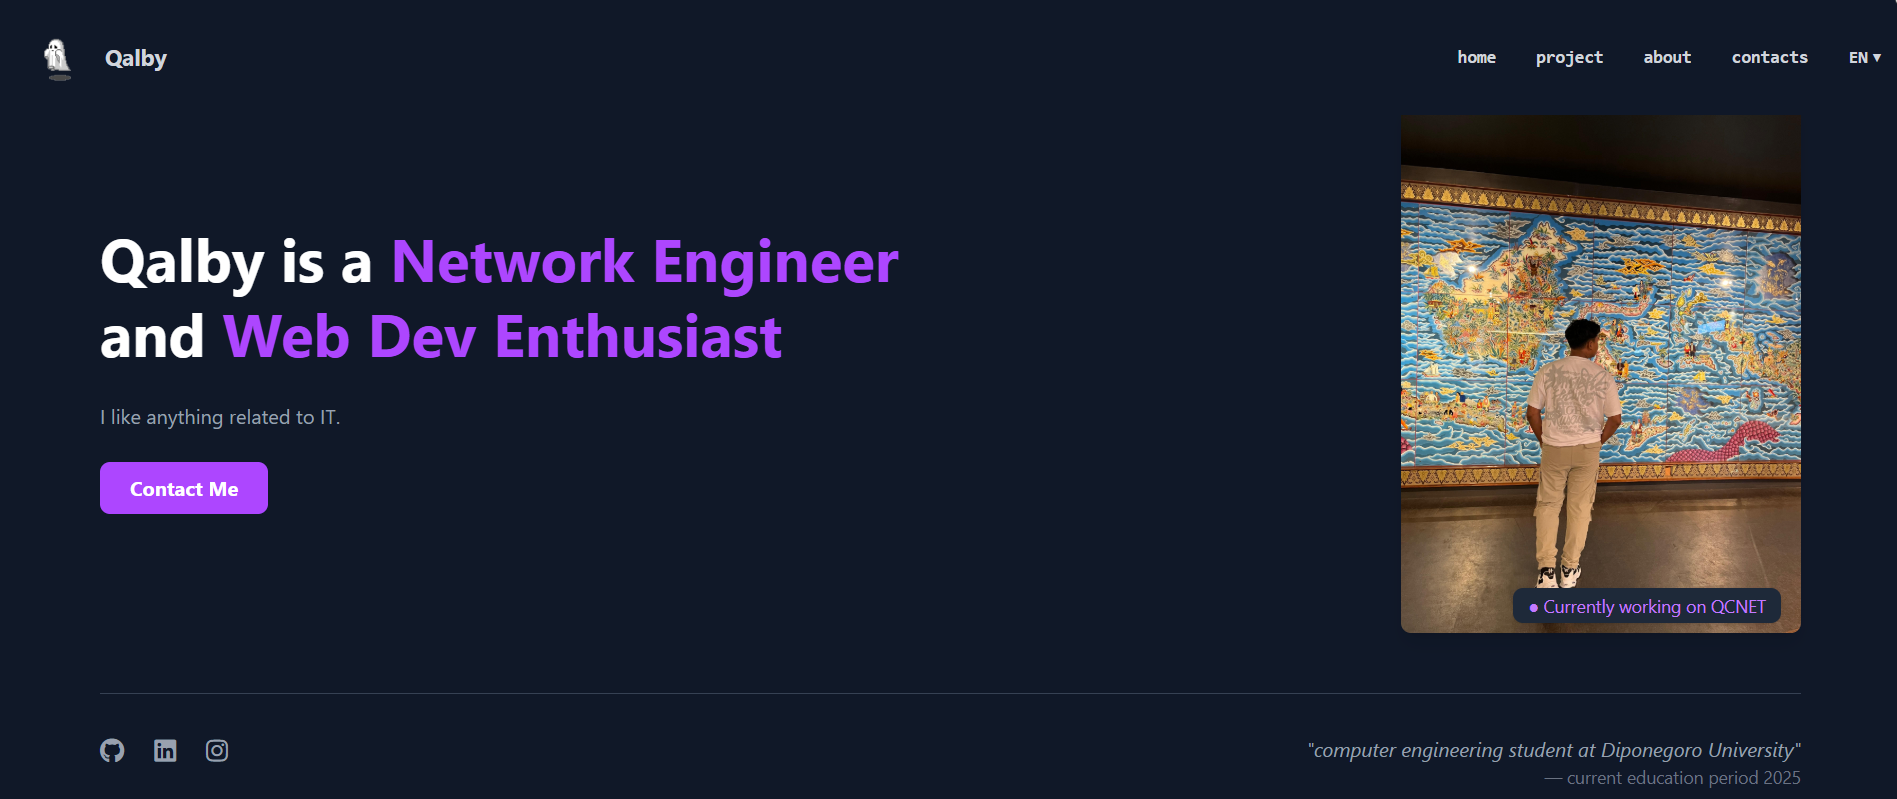 Qalby
home project about contacts EN ▾
Qalby is a Network Engineer
and Web Dev Enthusiast
I like anything related to IT.
Contact Me
● Currently working on QCNET
"computer engineering student at Diponegoro University"
— current education period 2025